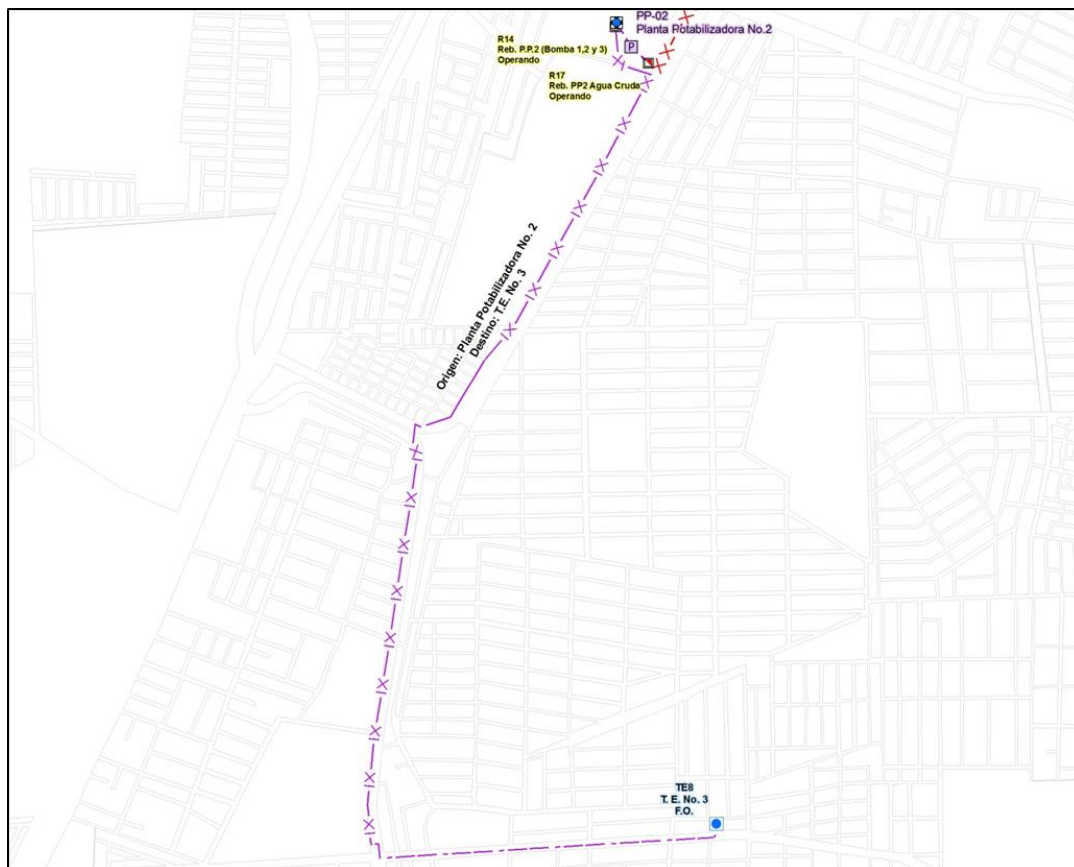 PP-02
Planta Potabilizadora No.2
R14
Reb. P.P.2 (Bomba 1,2 y 3)
Operando
P
R17
Reb. PP2 Agua Cruda
Operando
Origen: Planta Potabilizadora No. 2
Destino: T.E. No. 3
TE8
T. E. No. 3
F.O.